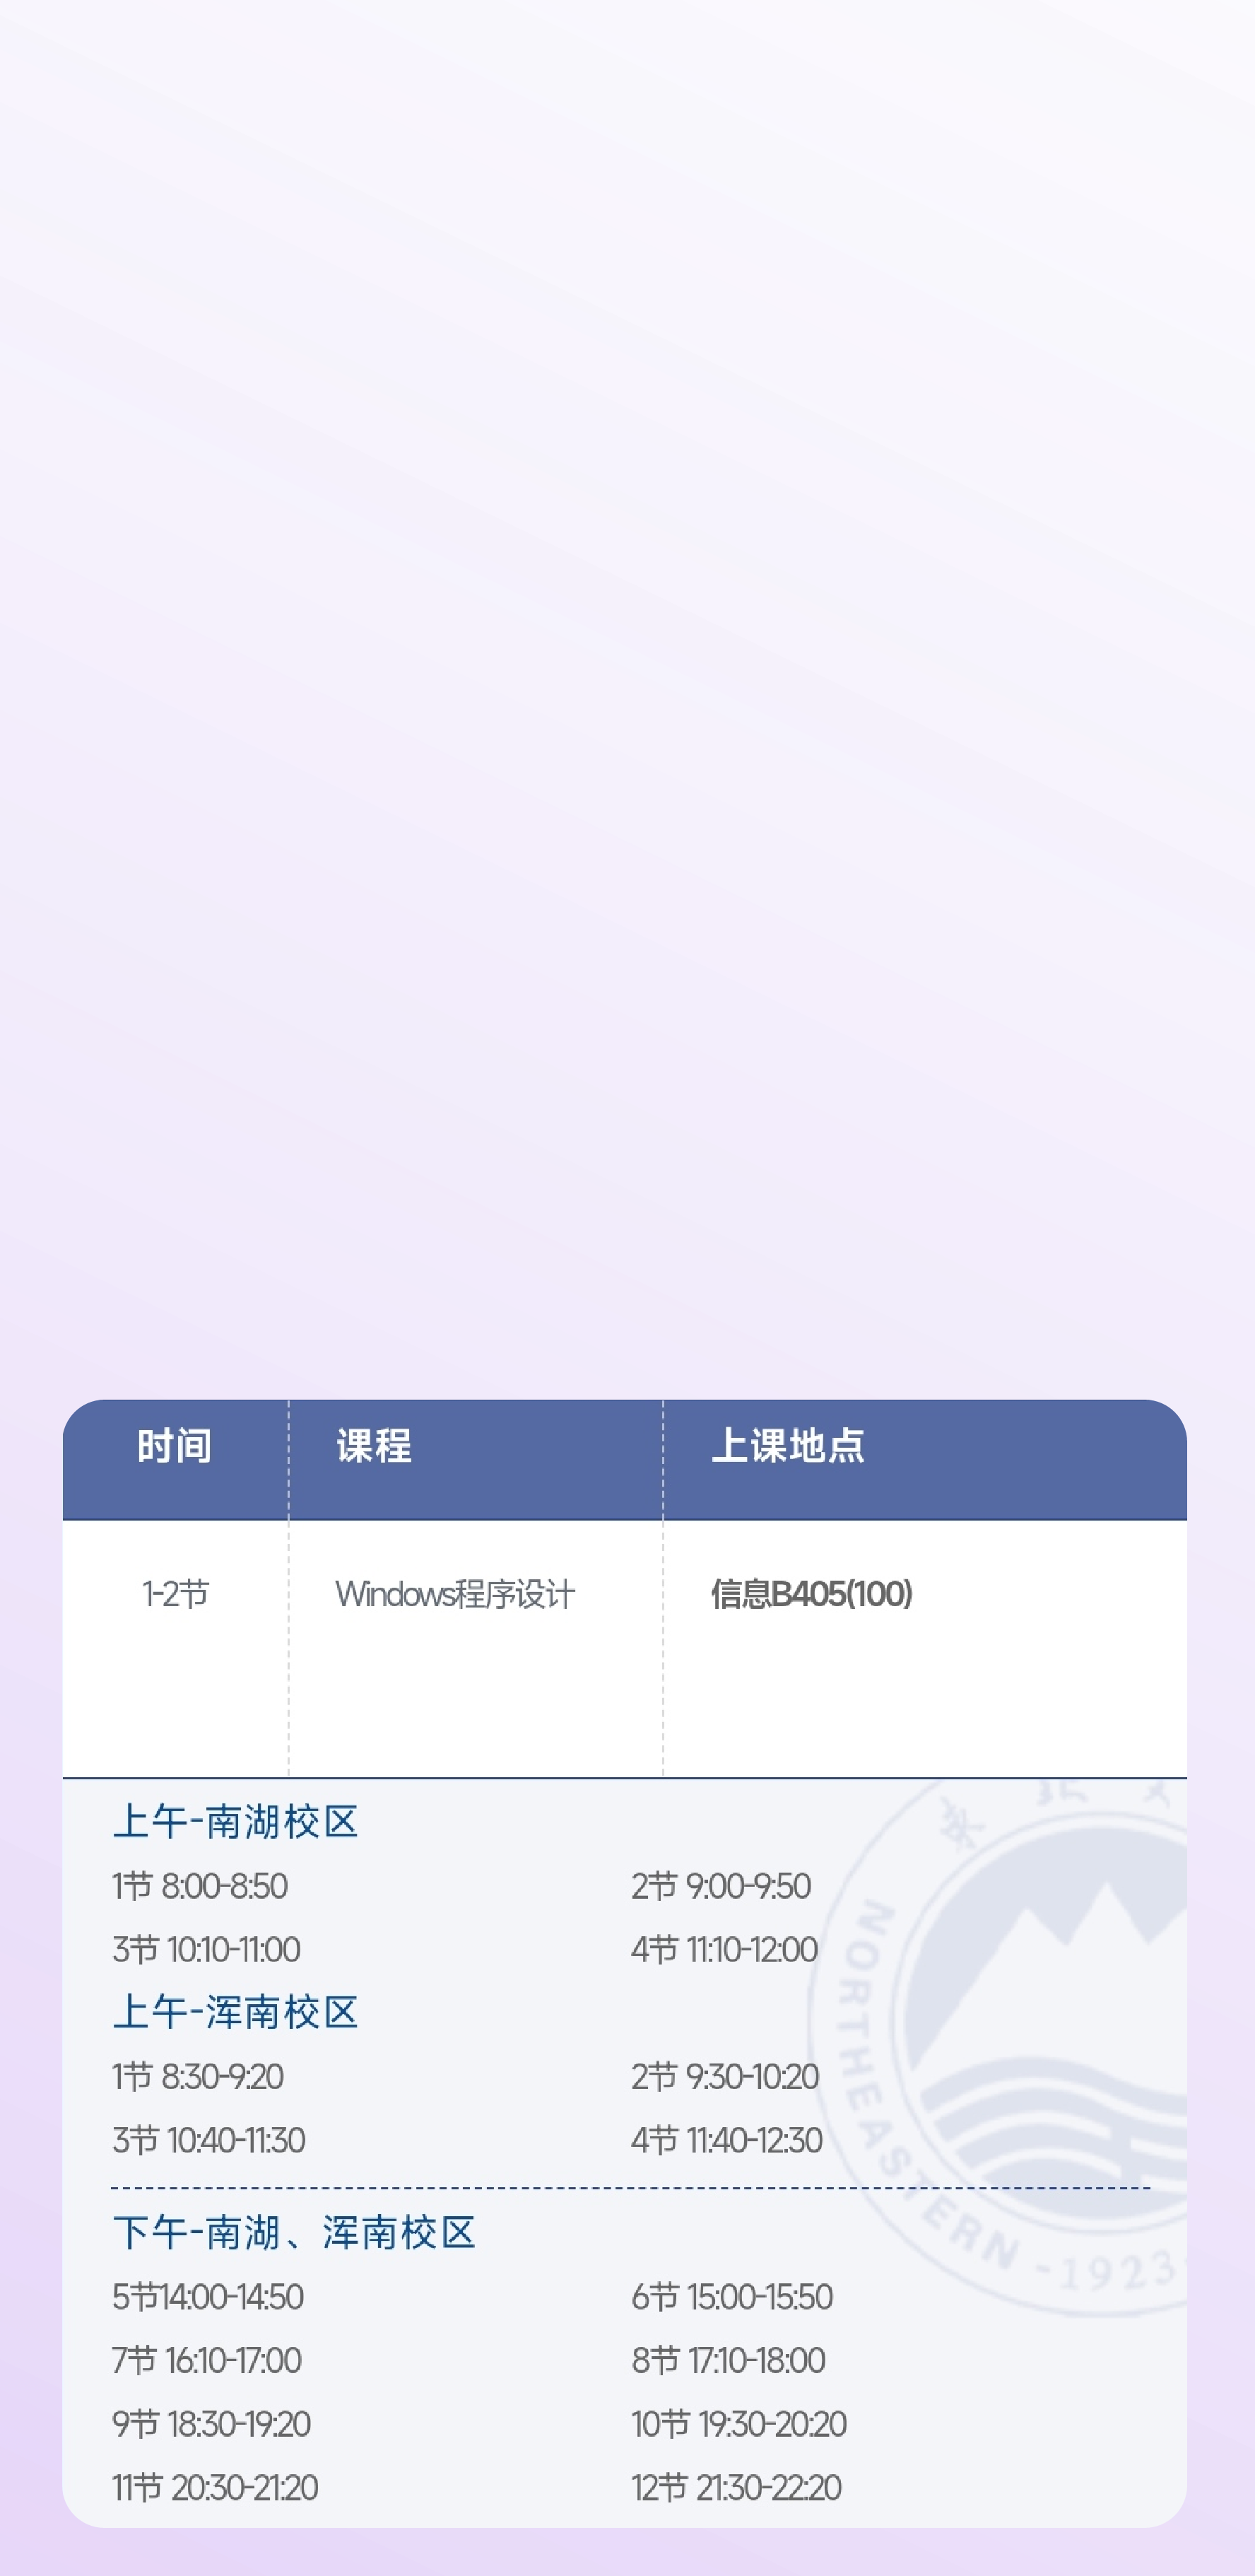 时间 课程 上课地点
1-2节 Windows程序设计 信息B405(100)
上午-南湖校区
1节 8:00-8:50 2节 9:00-9:50
3节 10:10-11:00 4节 11:10-12:00
上午-浑南校区
1节 8:30-9:20 2节 9:30-10:20
3节 10:40-11:30 4节 11:40-12:30
下午-南湖、浑南校区
5节14:00-14:50 6节 15:00-15:50
7节 16:10-17:00 8节 17:10-18:00
9节 18:30-19:20 10节 19:30-20:20
11节 20:30-21:20 12节 21:30-22:20
NORTHEASTERN -1923